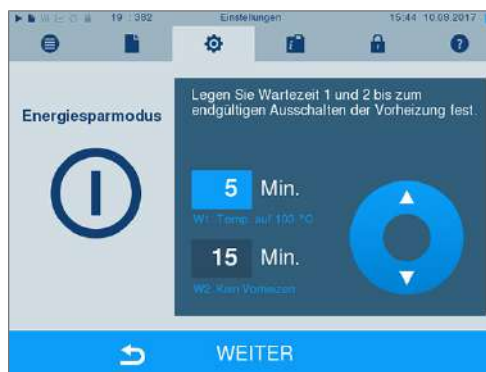 19 : 382 Einstellungen 15:44 10.08.2017
Energiesparmodus
Legen Sie Wartezeit 1 und 2 bis zum
endgültigen Ausschalten der Vorheizung fest.
5 Min.
W1: Temp. auf 100 °C
15 Min.
W2: Kein Vorheizen
WEITER